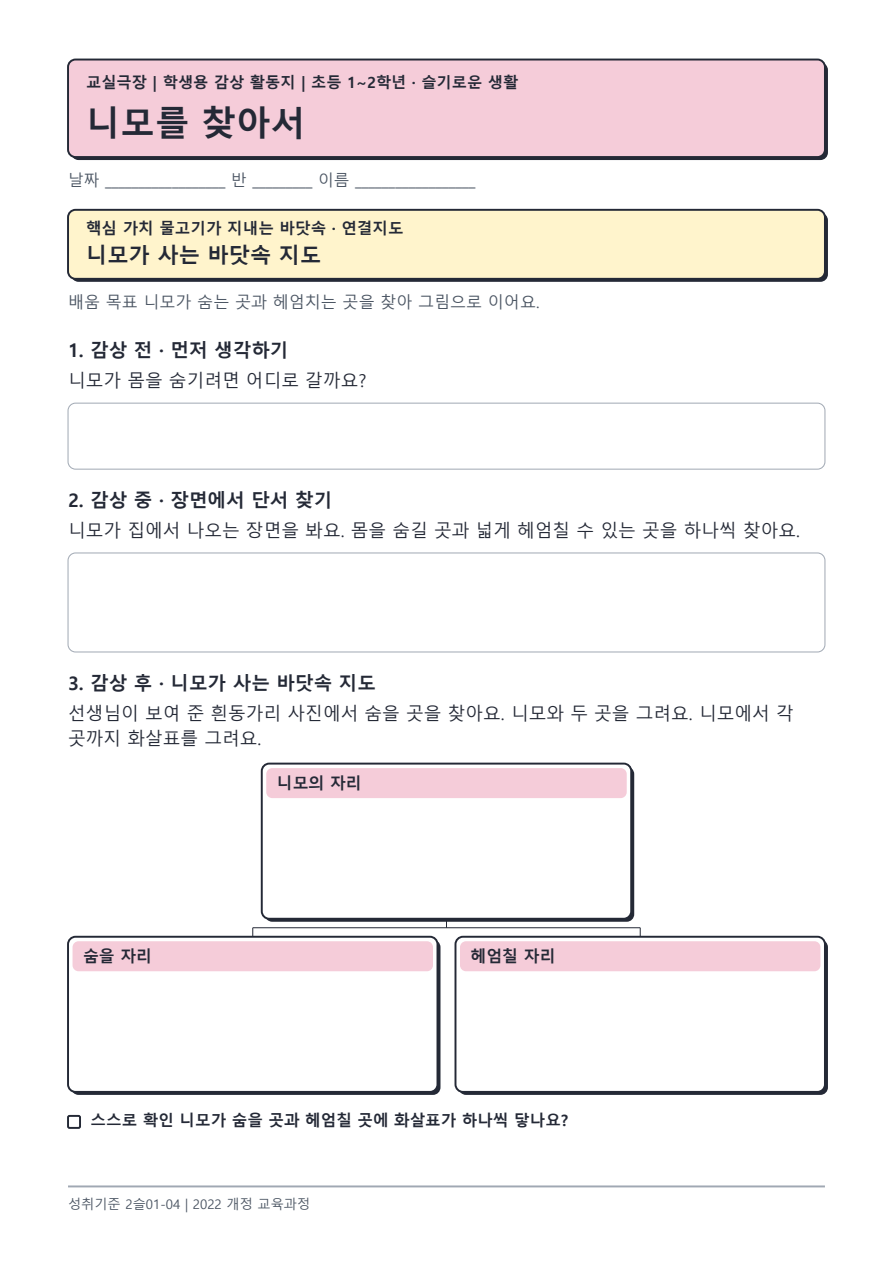 교실극장 | 학생용 감상 활동지 | 초등 1~2학년 · 슬기로운 생활
니모를 찾아서
날짜 ______________ 반 _______ 이름 ______________
핵심 가치 물고기가 지내는 바닷속 · 연결지도
니모가 사는 바닷속 지도
배움 목표 니모가 숨는 곳과 헤엄치는 곳을 찾아 그림으로 이어요.
1. 감상 전 · 먼저 생각하기
니모가 몸을 숨기려면 어디로 갈까요?
2. 감상 중 · 장면에서 단서 찾기
니모가 집에서 나오는 장면을 봐요. 몸을 숨길 곳과 넓게 헤엄칠 수 있는 곳을 하나씩 찾아요.
3. 감상 후 · 니모가 사는 바닷속 지도
선생님이 보여 준 흰동가리 사진에서 숨을 곳을 찾아요. 니모와 두 곳을 그려요. 니모에서 각
곳까지 화살표를 그려요.
니모의 자리
숨을 자리
헤엄칠 자리
스스로 확인 니모가 숨을 곳과 헤엄칠 곳에 화살표가 하나씩 닿나요?
성취기준 2슬01-04 | 2022 개정 교육과정